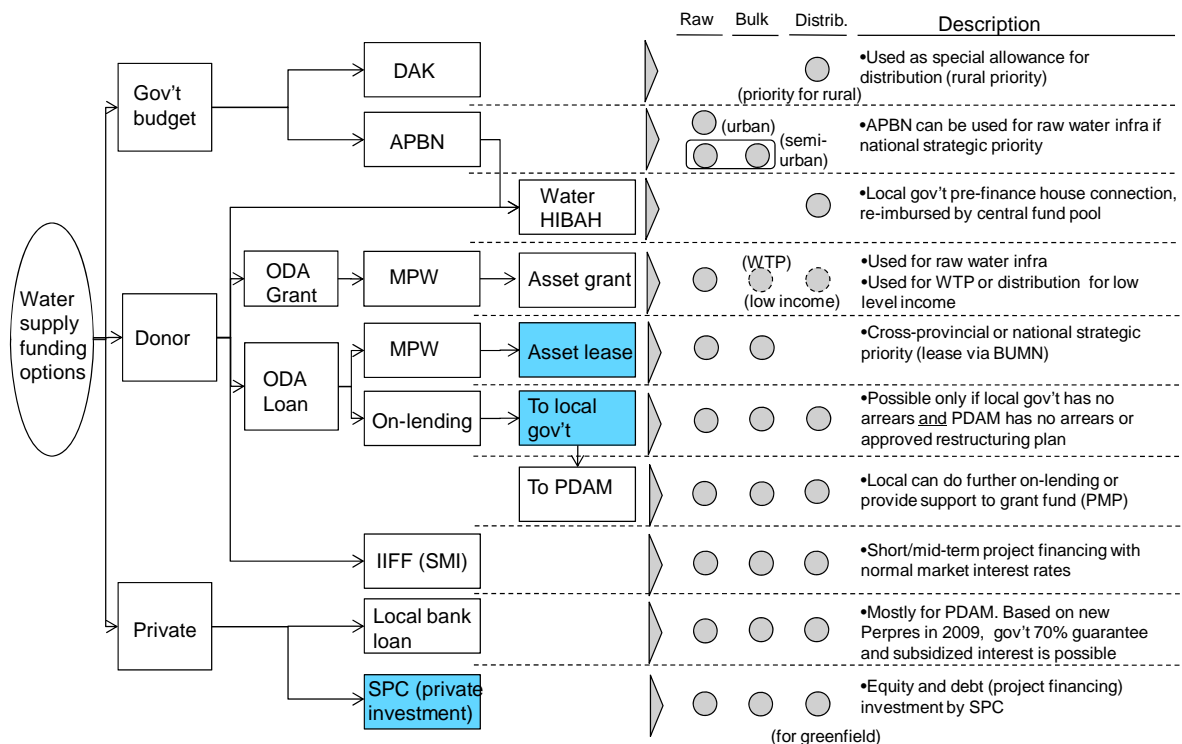 Raw
Bulk
Distrib.
Description
Water
supply
funding
options
Gov't
budget
DAK
(priority for rural)
•Used as special allowance for
distribution (rural priority)
APBN
(urban)
(semi-
urban)
•APBN can be used for raw water infra if
national strategic priority
Water
HIBAH
•Local gov't pre-finance house connection,
re-imbursed by central fund pool
Donor
ODA
Grant
MPW
Asset grant
(WTP)
(low income)
•Used for raw water infra
•Used for WTP or distribution for low
level income
ODA
Loan
MPW
Asset lease
•Cross-provincial or national strategic
priority (lease via BUMN)
On-lending
To local
gov't
•Possible only if local gov't has no
arrears and PDAM has no arrears or
approved restructuring plan
To PDAM
•Local can do further on-lending or
provide support to grant fund (PMP)
IIFF (SMI)
•Short/mid-term project financing with
normal market interest rates
Private
Local bank
loan
•Mostly for PDAM. Based on new
Perpres in 2009, gov't 70% guarantee
and subsidized interest is possible
SPC (private
investment)
•Equity and debt (project financing)
investment by SPC
(for greenfield)